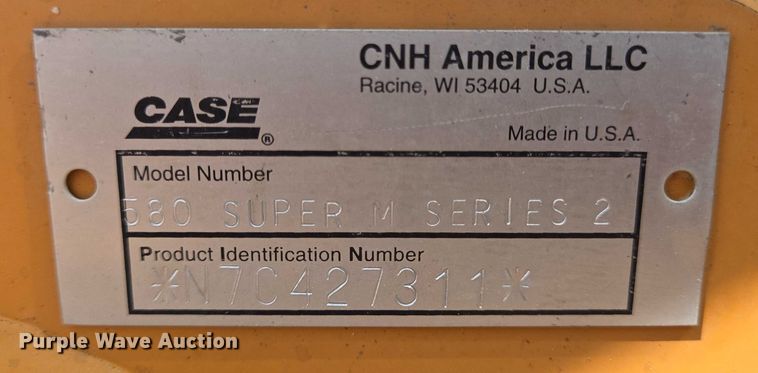 CNH America LLC
Racine, WI 53404 U.S.A.
CASE®
Made in U.S.A.
Model Number
580 SUPER M SERIES 2
Product Identification Number
*N7C427311*
Purple Wave Auction